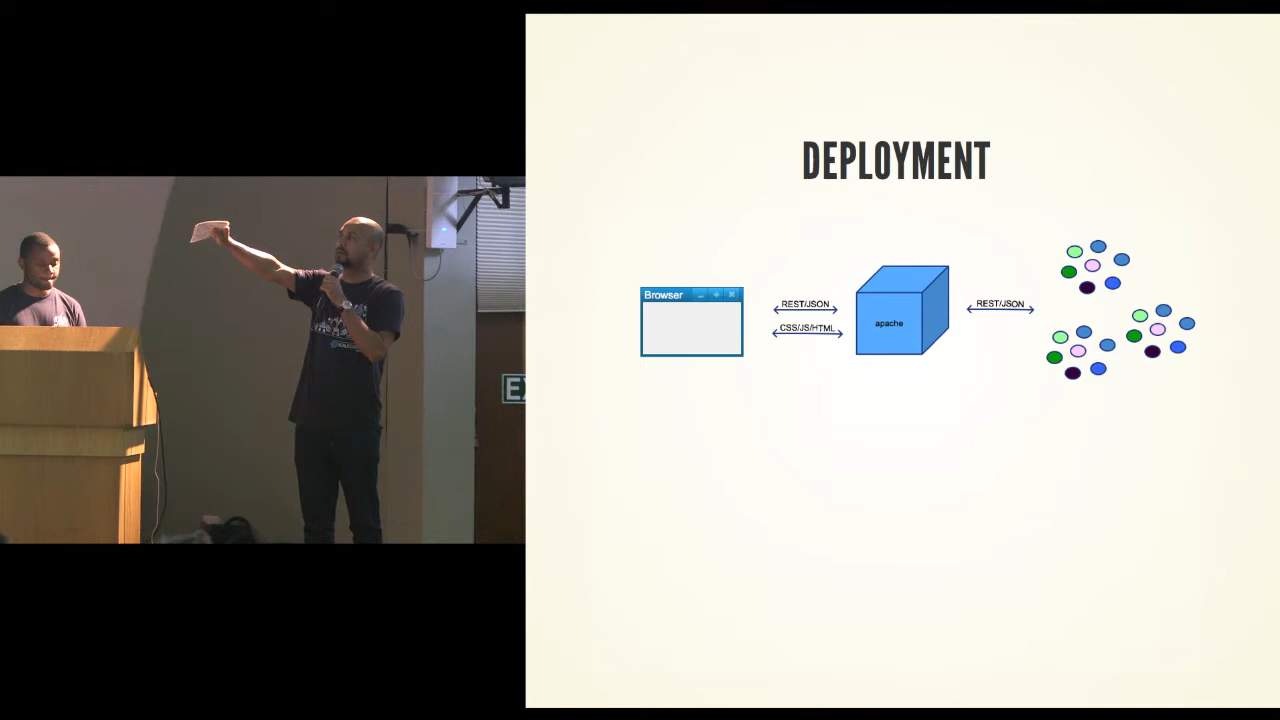 DEPLOYMENT
Browser
REST/JSON
CSS/JS/HTML
apache
REST/JSON
EX